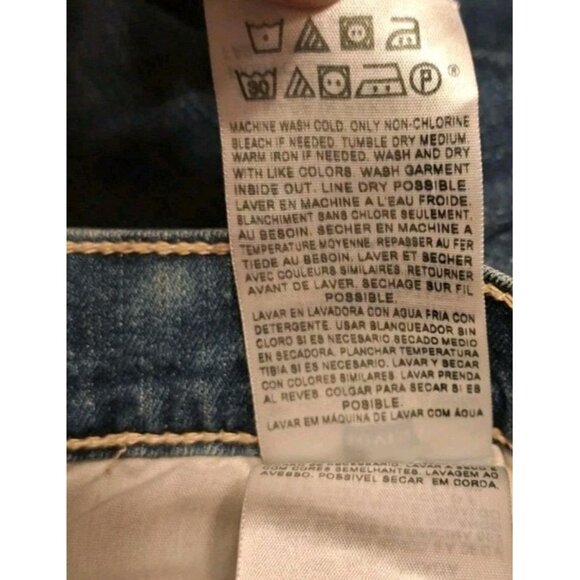 30
P ®
MACHINE WASH COLD. ONLY NON-CHLORINE
BLEACH IF NEEDED. TUMBLE DRY MEDIUM.
WARM IRON IF NEEDED. WASH AND DRY
WITH LIKE COLORS. WASH GARMENT
INSIDE OUT. LINE DRY POSSIBLE.
LAVER EN MACHINE A L'EAU FROIDE.
BLANCHIMENT SANS CHLORE SEULEMENT,
AU BESOIN. SECHER EN MACHINE A
TEMPERATURE MOYENNE. REPASSER AU FER
TIEDE AU BESOIN. LAVER ET SECHER
AVEC COULEURS SIMILAIRES. RETOURNER
AVANT DE LAVER. SECHAGE SUR FIL
POSSIBLE.
LAVAR EN LAVADORA CON AGUA FRIA CON
DETERGENTE. USAR BLANQUEADOR SIN
CLORO SI ES NECESARIO SECADO MEDIO
EN SECADORA. PLANCHAR TEMPERATURA
TIBIA SI ES NECESARIO. LAVAR Y SECAR
CON COLORES SIMILARES. LAVAR PRENDA
AL REVES. COLGAR PARA SECAR SI ES
POSIBLE.
LAVAR EM MÁQUINA DE LAVAR COM ÁGUA
COM CORES SEMELHANTES. LAVAGEM AO
AVESSO. POSSÍVEL SECAR EM CORDA.